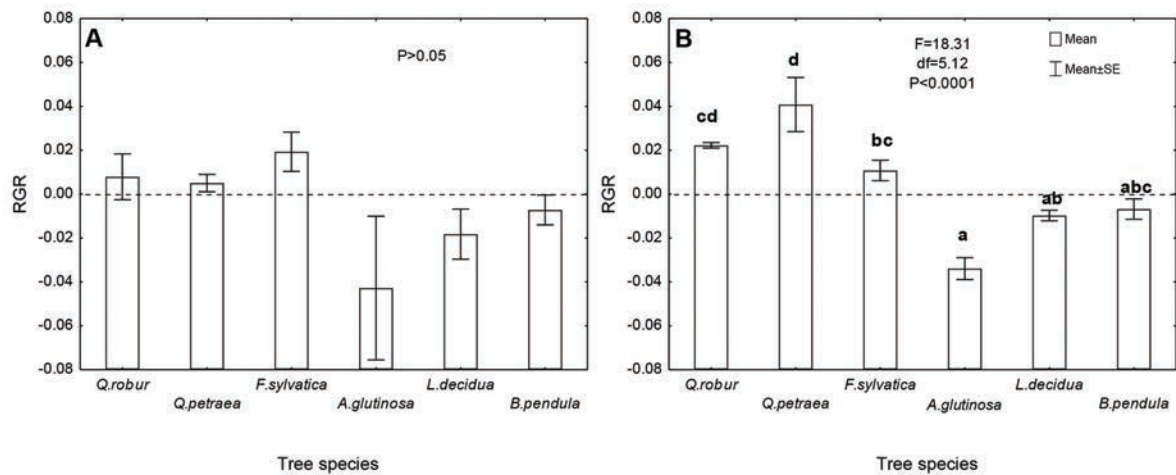 A
P>0.05
RGR
0.08
0.06
0.04
0.02
0.00
-0.02
-0.04
-0.06
-0.08
Q.robur
Q.petraea
F.sylvatica
A.glutinosa
L.decidua
B.pendula
Tree species
B
F=18.31
df=5.12
P<0.0001
Mean
Mean±SE
cd
d
bc
a
ab
abc
RGR
0.08
0.06
0.04
0.02
0.00
-0.02
-0.04
-0.06
-0.08
Q.robur
Q.petraea
F.sylvatica
A.glutinosa
L.decidua
B.pendula
Tree species